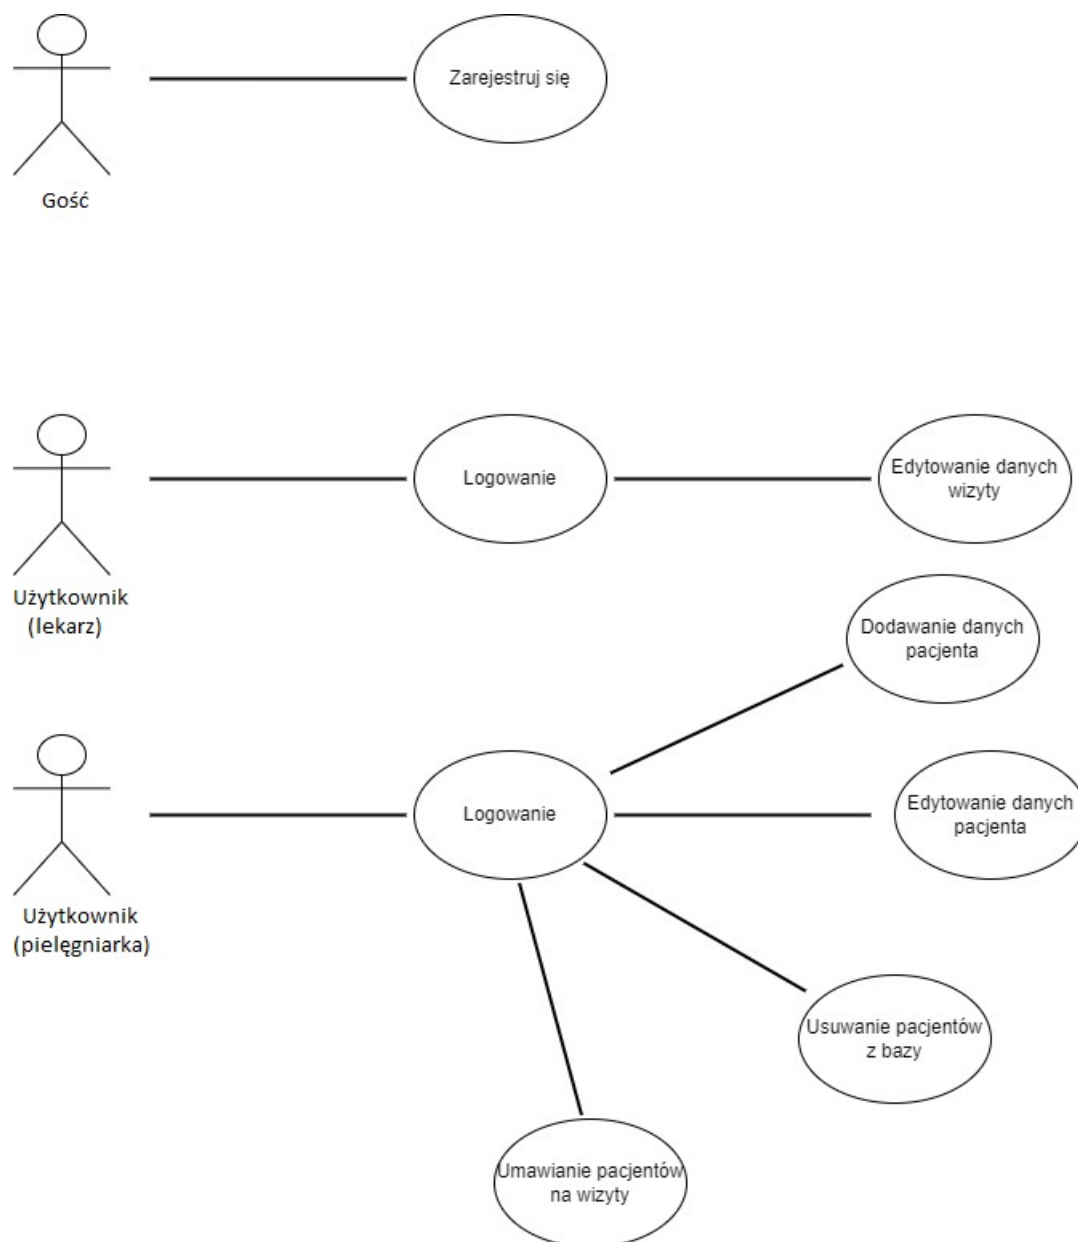 Zarejestruj się
Gość
Logowanie
Edytowanie danych
wizyty
Użytkownik
(lekarz)
Dodawanie danych
pacjenta
Logowanie
Edytowanie danych
pacjenta
Użytkownik
(pielęgniarka)
Usuwanie pacjentów
z bazy
Umawianie pacjentów
na wizyty